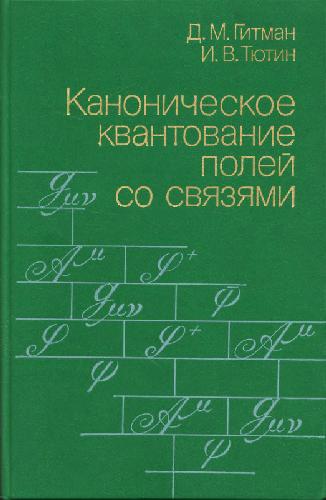 Д. М. Гитман
И. В. Тютин
Каноническое
квантование
полей
со связями
gμν
Aμ φ+
gμν φ̄
φ φ+ Aμ
φ
Aμ gμν
φ